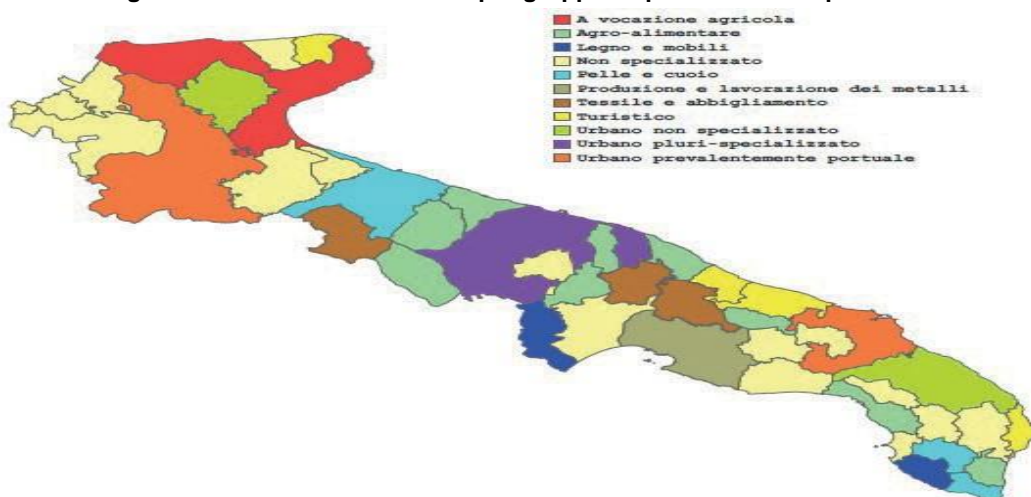 A vocazione agricola
Agro-alimentare
Legno e mobili
Non specializzato
Pelle e cuoio
Produzione e lavorazione dei metalli
Tessile e abbigliamento
Turistico
Urbano non specializzato
Urbano pluri-specializzato
Urbano prevalentemente portuale